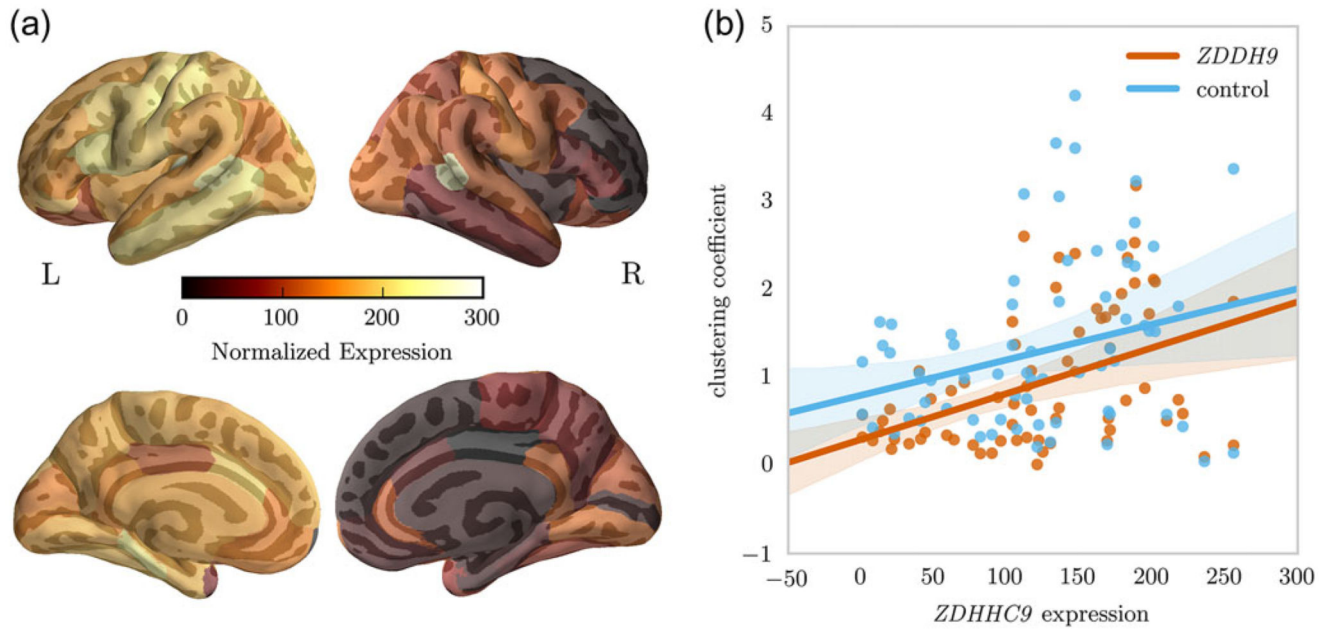 (a)
L
R
0 100 200 300
Normalized Expression
(b)
ZDDH9
control
5
4
3
2
1
0
−1
clustering coefficient
−50 0 50 100 150 200 250 300
ZDHHC9 expression